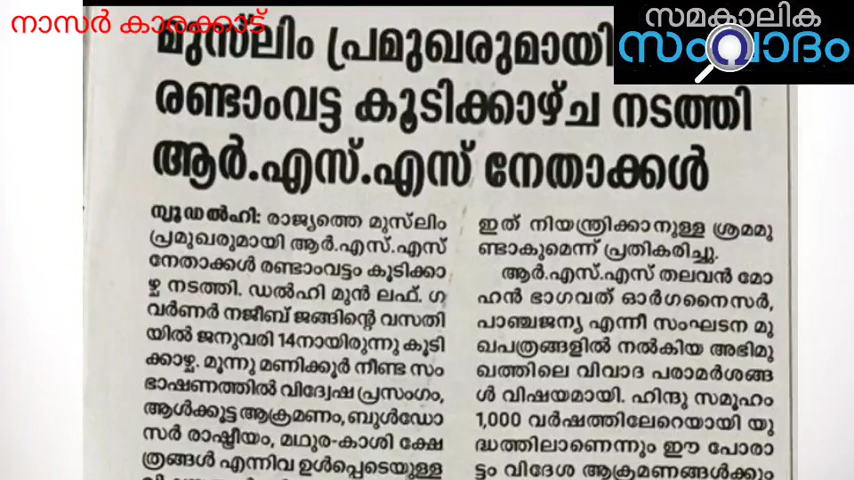 നാസർ കാരക്കാട്
സമകാലിക
സംവാദം
മുസ്‌ലിം പ്രമുഖരുമായി
രണ്ടാംവട്ട കൂടിക്കാഴ്ച നടത്തി
ആർ.എസ്.എസ് നേതാക്കൾ
ന്യൂഡൽഹി: രാജ്യത്തെ മുസ്‌ലിം
പ്രമുഖരുമായി ആർ.എസ്.എസ്
നേതാക്കൾ രണ്ടാംവട്ടം കൂടിക്കാ
ഴ്ച നടത്തി. ഡൽഹി മുൻ ലഫ്. ഗ
വർണർ നജീബ് ജങ്ങിന്റെ വസതി
യിൽ ജനുവരി 14നായിരുന്നു കൂടി
ക്കാഴ്ച. മൂന്നു മണിക്കൂർ നീണ്ട സം
ഭാഷണത്തിൽ വിദ്വേഷ പ്രസംഗം,
ആൾക്കൂട്ട ആക്രമണം, ബുൾഡോ
സർ രാഷ്ട്രീയം, മഥുര-കാശി ക്ഷേ
ത്രങ്ങൾ എന്നിവ ഉൾപ്പെടെയുള്ള
ഇത് നിയന്ത്രിക്കാനുള്ള ശ്രമമു
ണ്ടാകുമെന്ന് പ്രതികരിച്ചു.
ആർ.എസ്.എസ് തലവൻ മോ
ഹൻ ഭാഗവത് ഓർഗനൈസർ,
പാഞ്ചജന്യ എന്നീ സംഘടന മു
ഖപത്രങ്ങളിൽ നൽകിയ അഭിമു
ഖത്തിലെ വിവാദ പരാമർശങ്ങ
ൾ വിഷയമായി. ഹിന്ദു സമൂഹം
1,000 വർഷത്തിലേറെയായി യു
ദ്ധത്തിലാണെന്നും ഈ പോരാ
ട്ടം വിദേശ ആക്രമണങ്ങൾക്കും